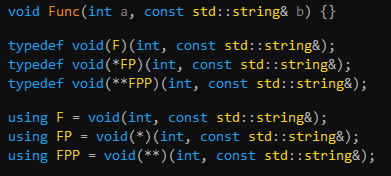 void Func(int a, const std::string& b) {}
typedef void(F)(int, const std::string&);
typedef void(*FP)(int, const std::string&);
typedef void(**FPP)(int, const std::string&);
using F = void(int, const std::string&);
using FP = void(*)(int, const std::string&);
using FPP = void(**)(int, const std::string&);